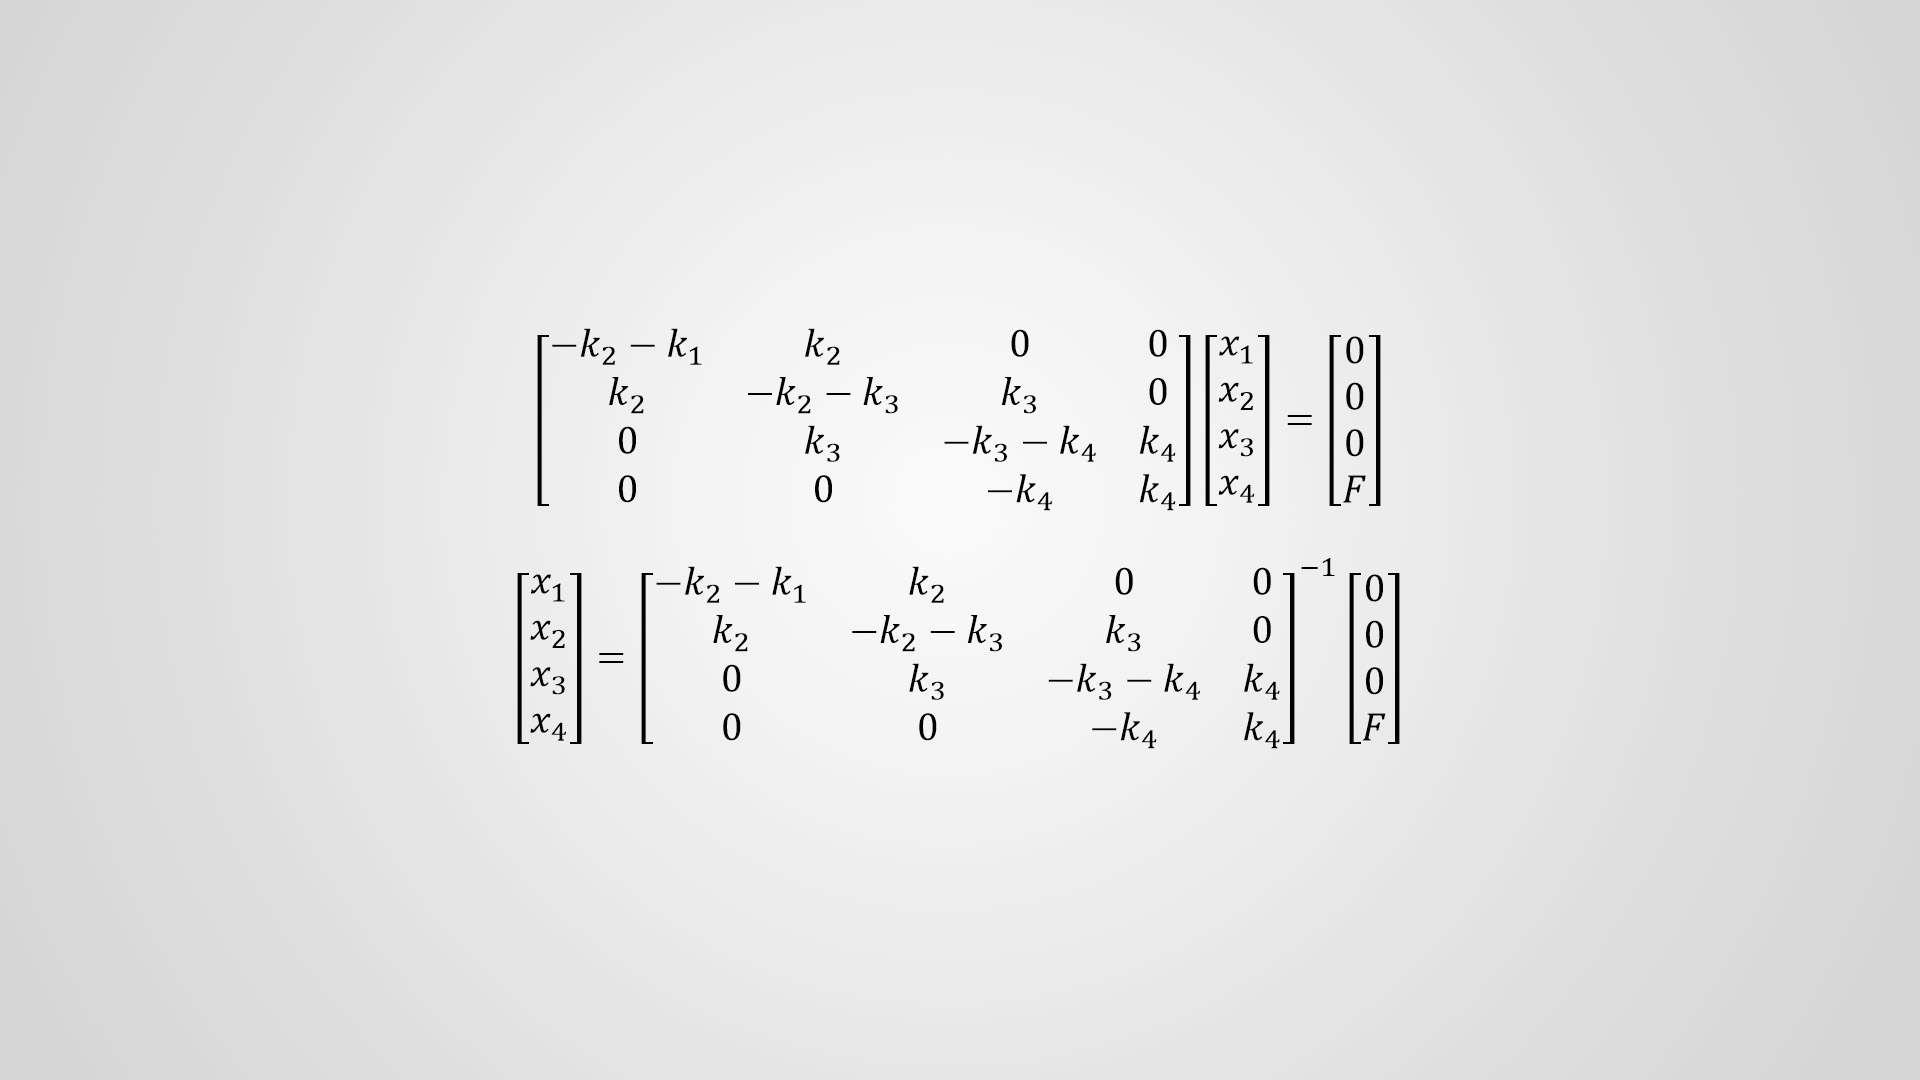 [−k₂ − k₁ k₂ 0 0] [x₁] [0]
[k₂ −k₂ − k₃ k₃ 0] [x₂] = [0]
[0 k₃ −k₃ − k₄ k₄] [x₃] [0]
[0 0 −k₄ k₄] [x₄] [F]
[x₁] [−k₂ − k₁ k₂ 0 0]⁻¹ [0]
[x₂] = [k₂ −k₂ − k₃ k₃ 0] [0]
[x₃] [0 k₃ −k₃ − k₄ k₄] [0]
[x₄] [0 0 −k₄ k₄] [F]